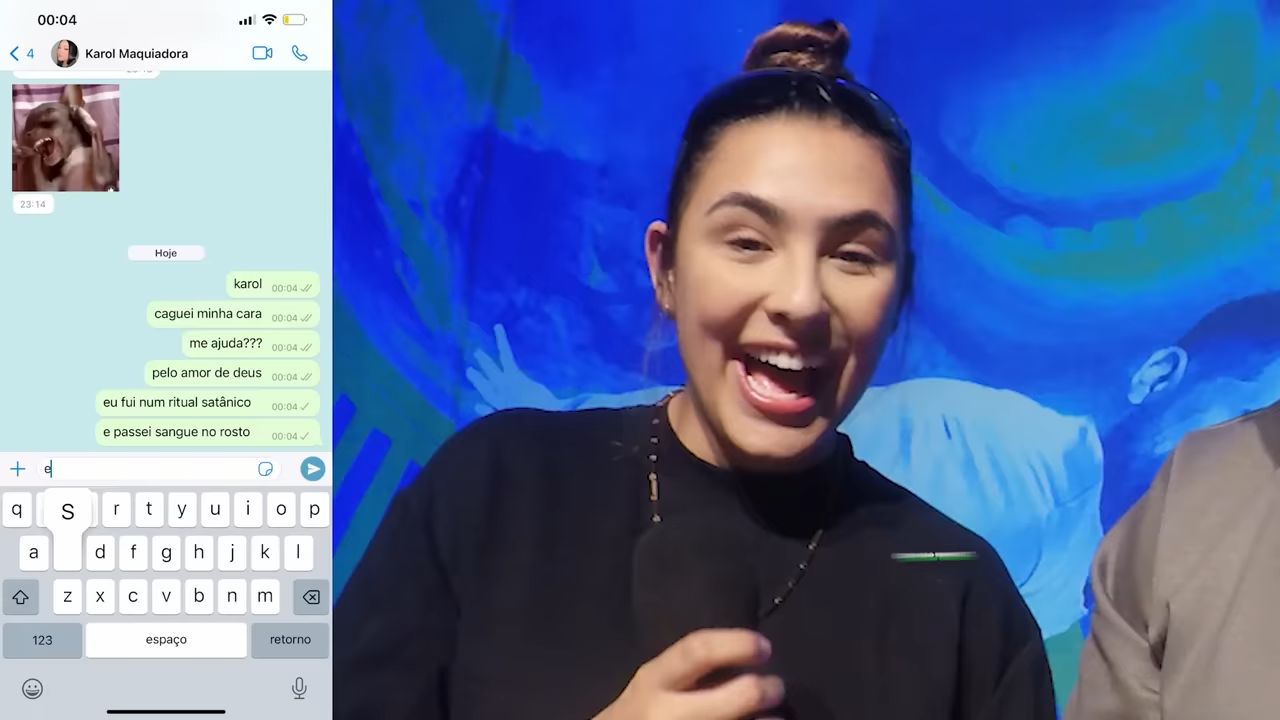 00:04
4
Karol Maquiadora
23:14
Hoje
karol 00:04
caguei minha cara 00:04
me ajuda??? 00:04
pelo amor de deus 00:04
eu fui num ritual satânico 00:04
e passei sangue no rosto 00:04
e
q S r t y u i o p
a d f g h j k l
z x c v b n m
123 espaço retorno